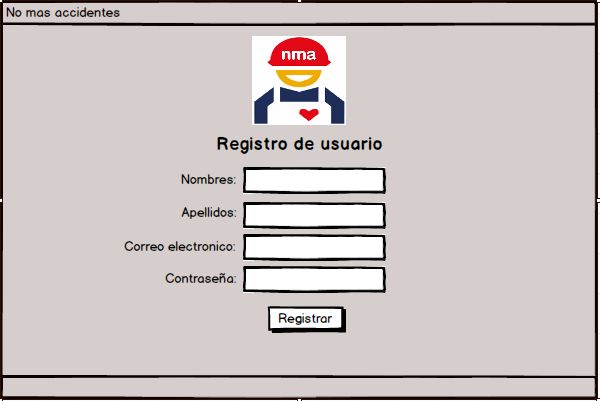 No mas accidentes
nma
Registro de usuario
Nombres:
Apellidos:
Correo electronico:
Contraseña:
Registrar